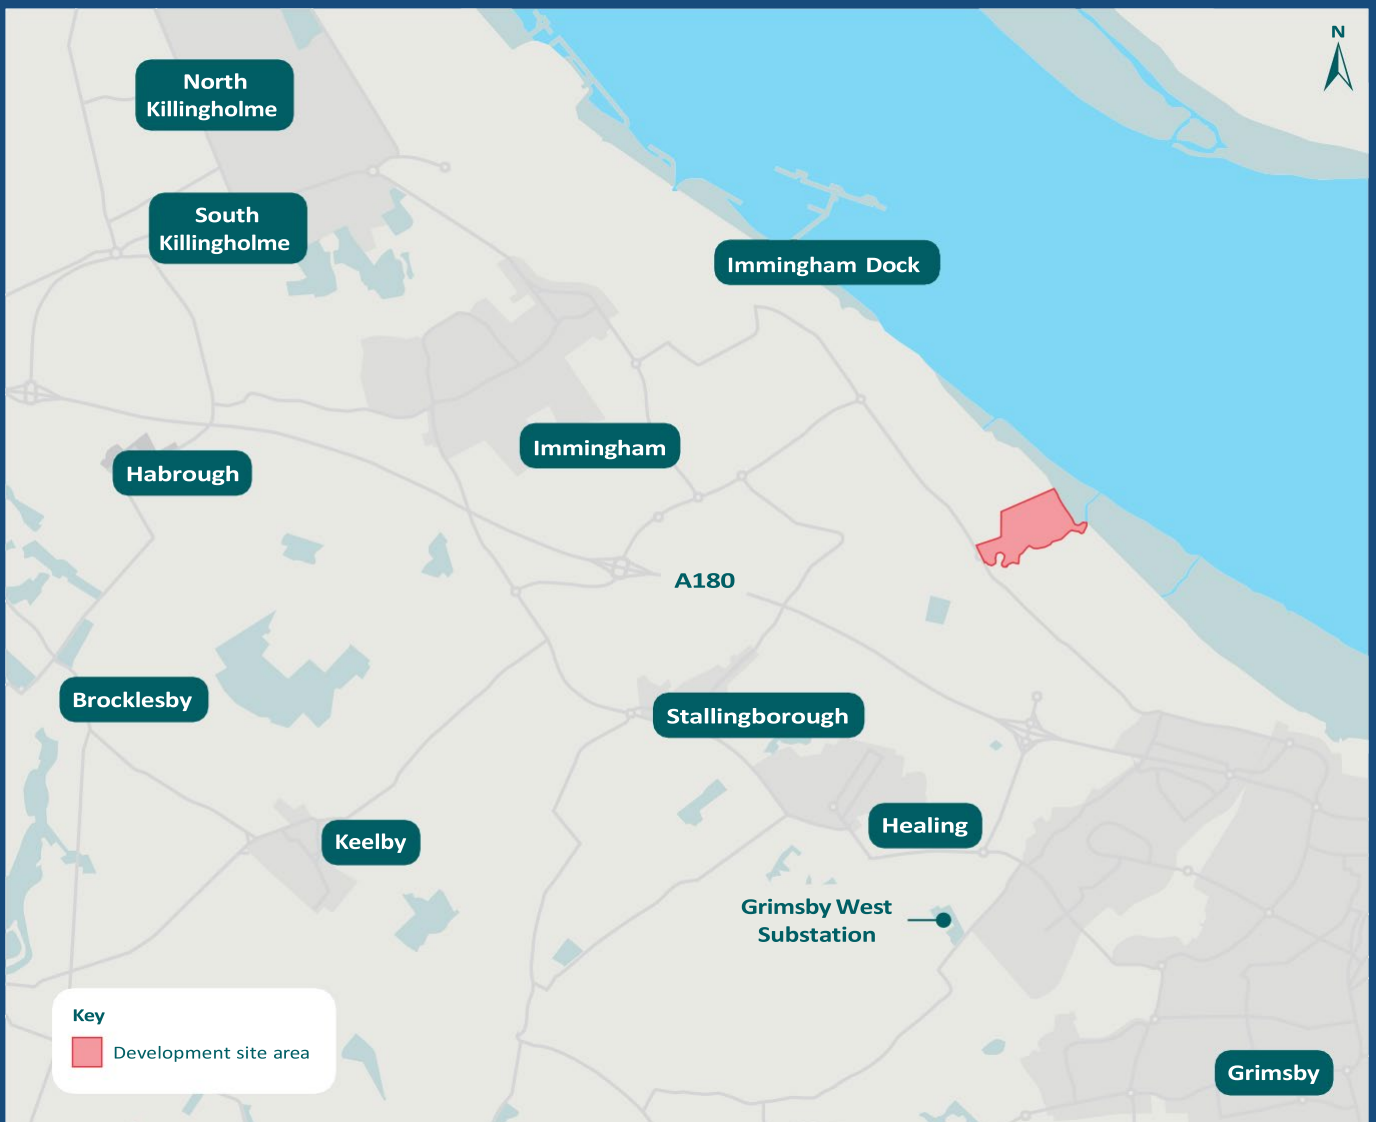 N
North
Killingholme
South
Killingholme
Immingham Dock
Immingham
Habrough
A180
Brocklesby
Stallingborough
Healing
Keelby
Grimsby West
Substation
Key
Development site area
Grimsby